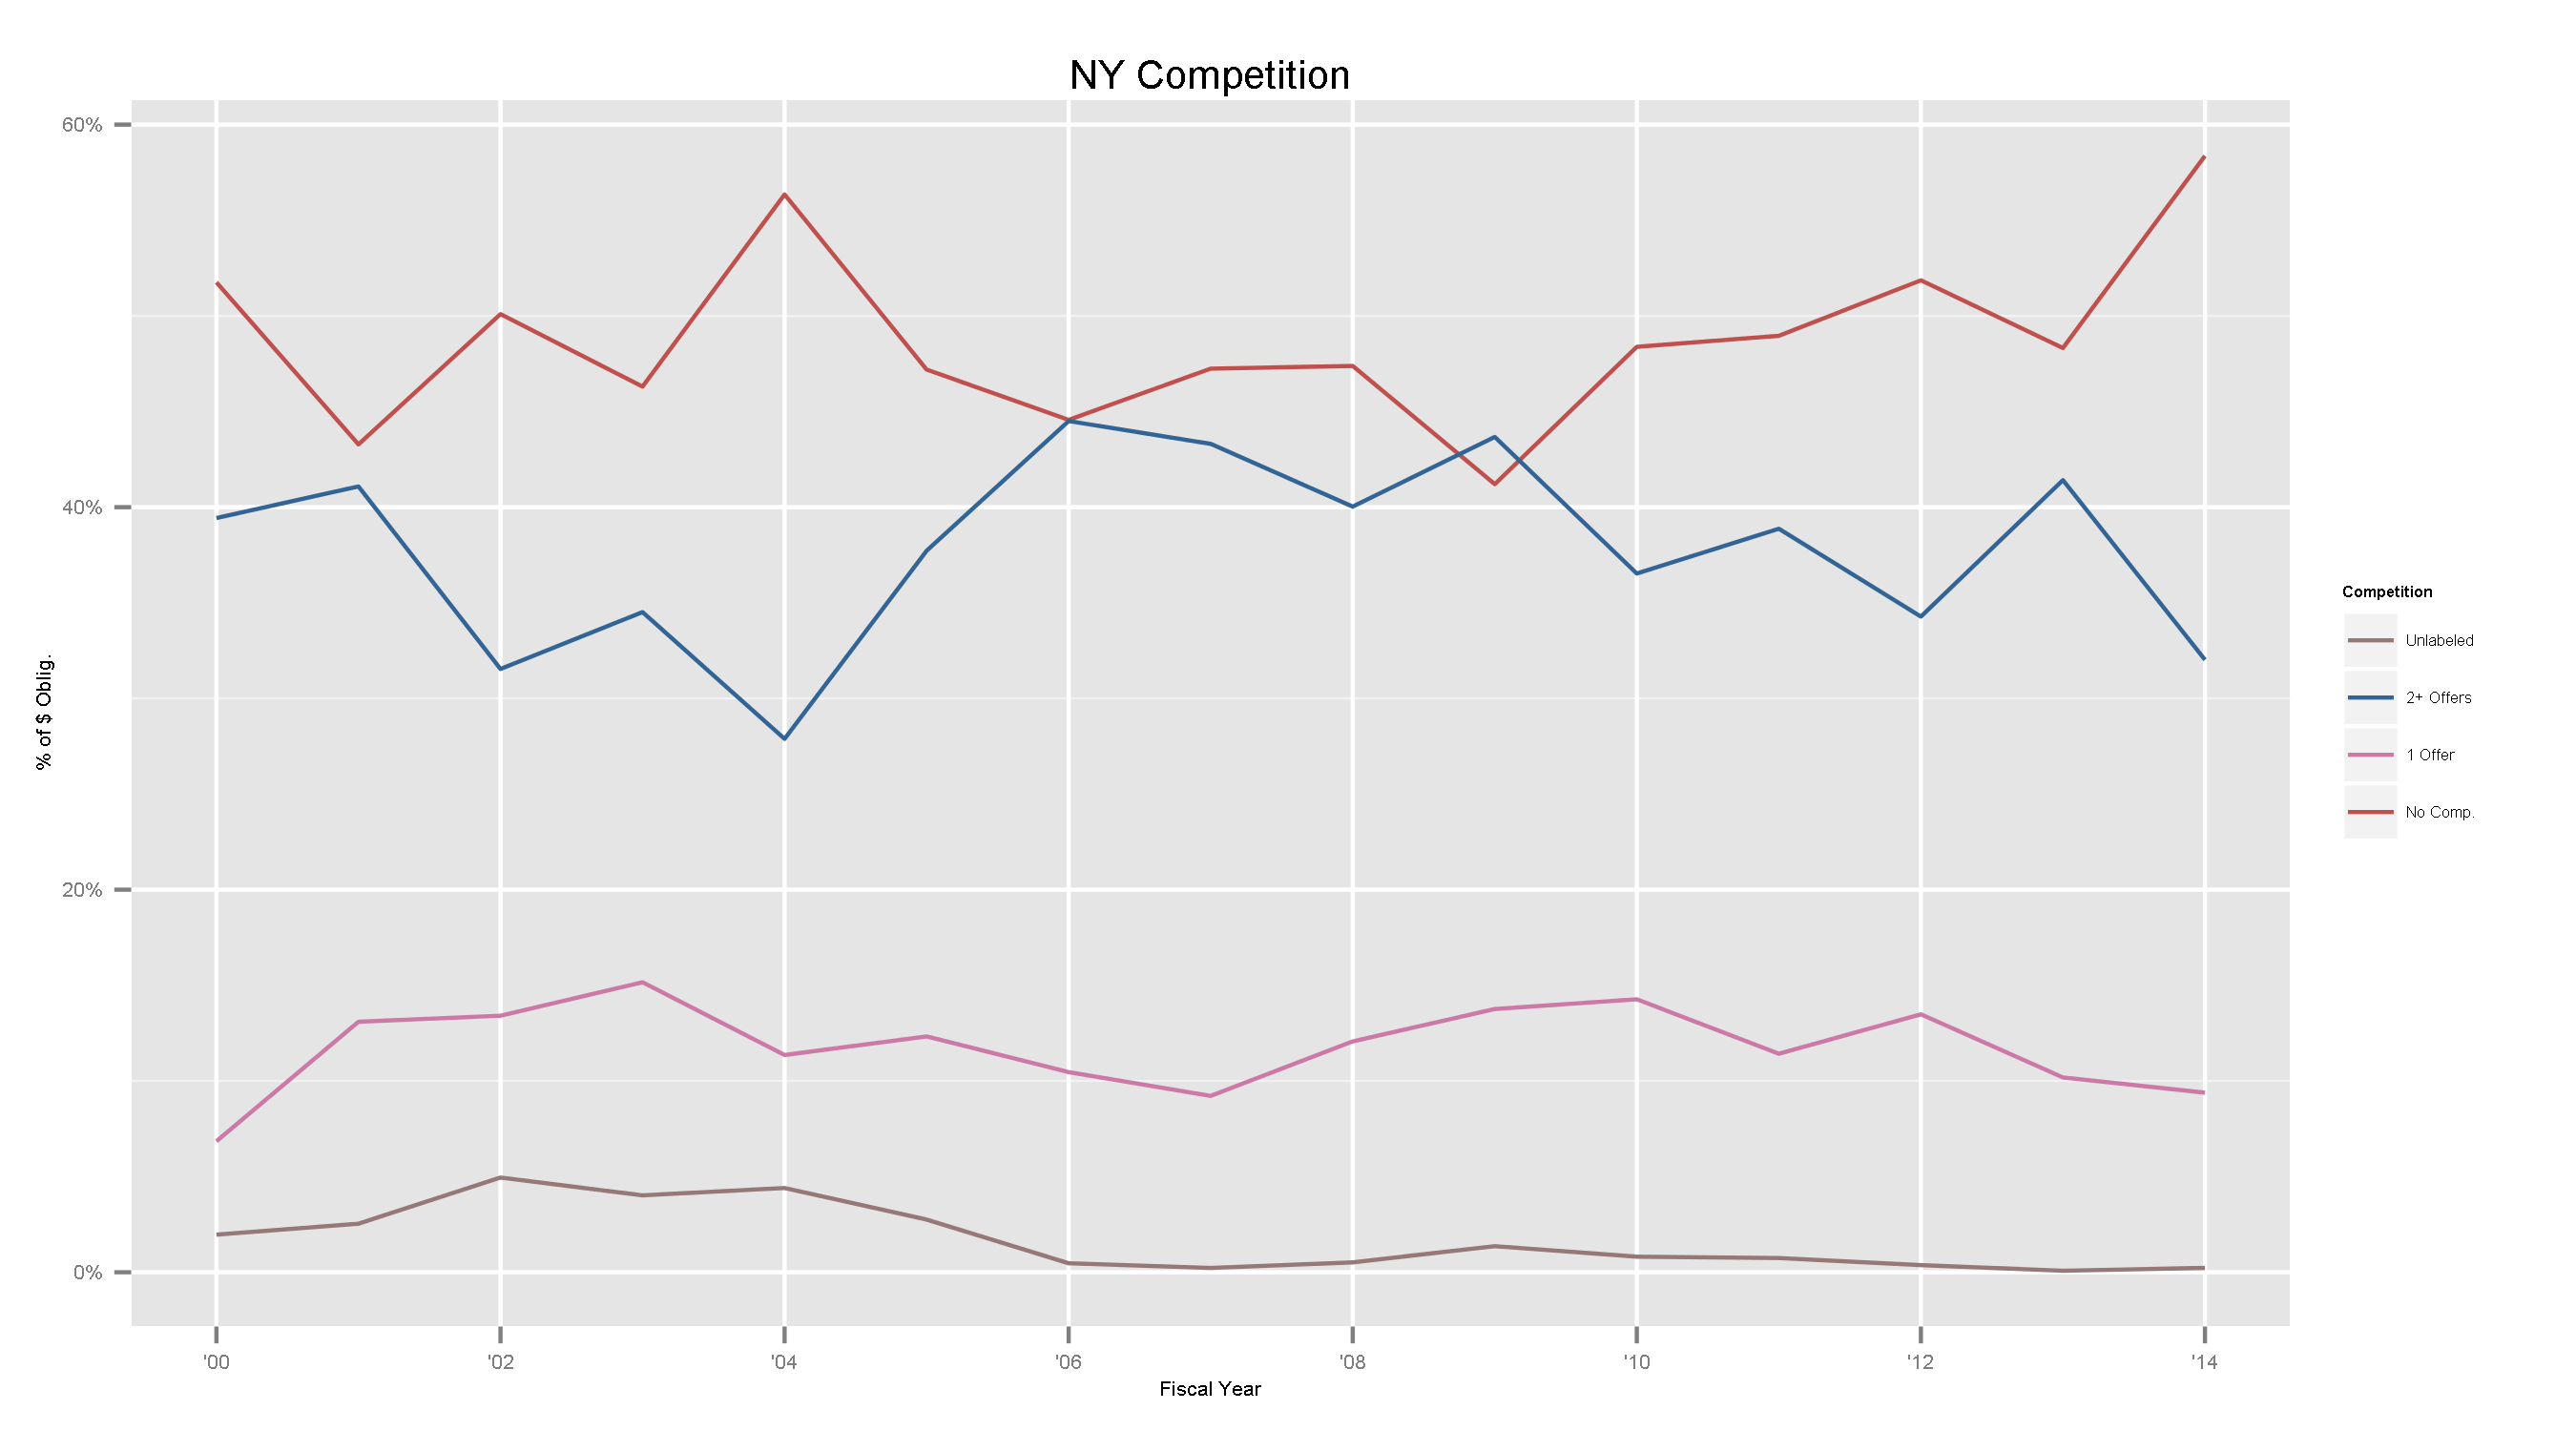 NY Competition
60%
40%
20%
0%
% of $ Oblig.
'00 '02 '04 '06 '08 '10 '12 '14
Fiscal Year
Competition
Unlabeled
2+ Offers
1 Offer
No Comp.